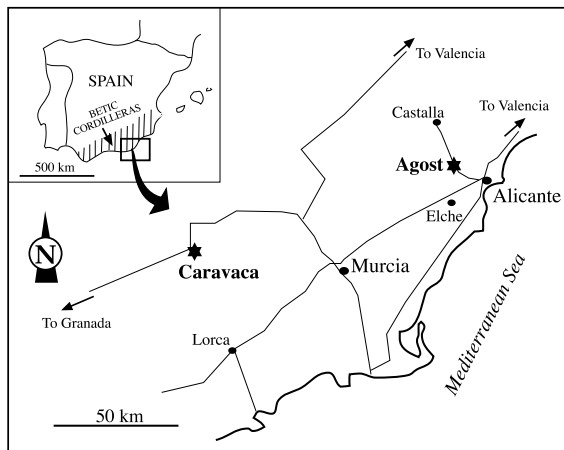 SPAIN
BETIC
CORDILLERAS
500 km
To Valencia
Castalla
To Valencia
Agost
Alicante
Elche
N
Caravaca
Murcia
To Granada
Lorca
Mediterranean Sea
50 km